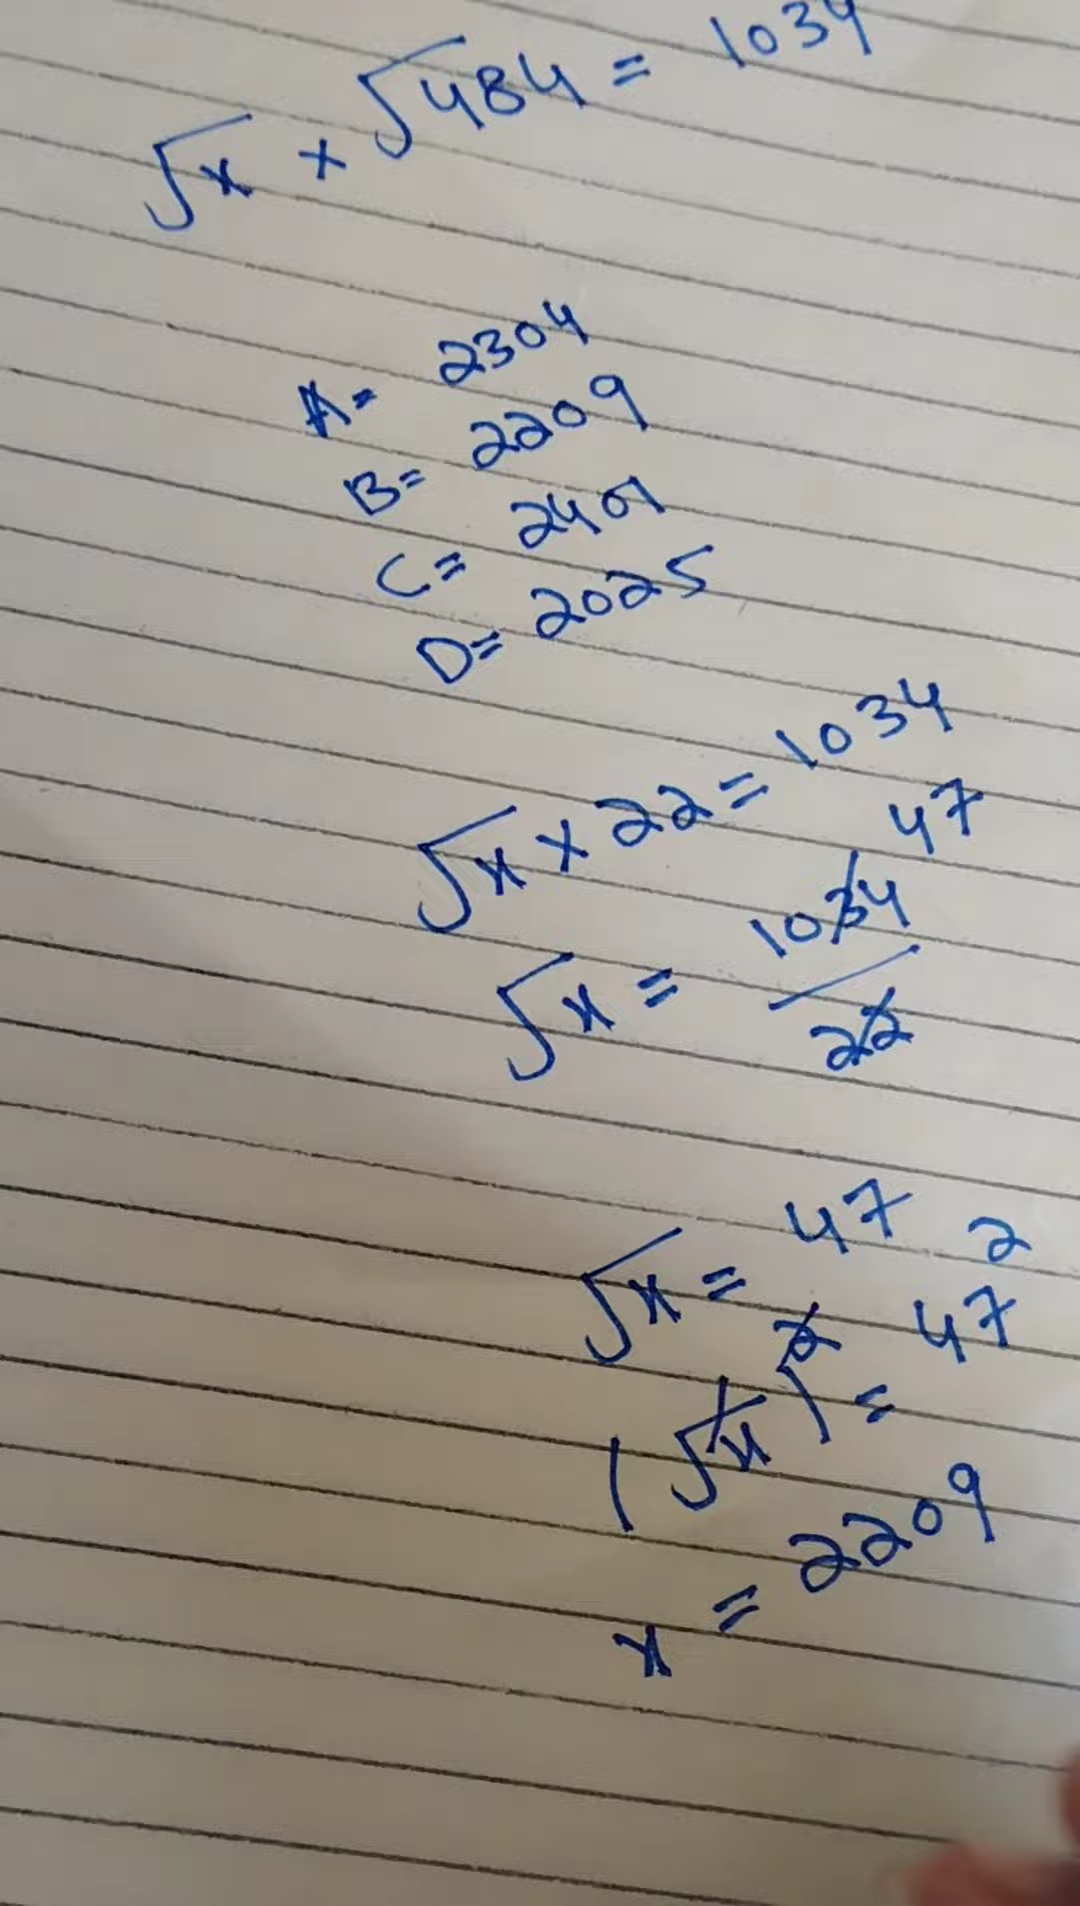 √x × √484 = 1034
A= 2304
B= 2209
C= 2401
D= 2025
√x × 22 = 1034
47
√x = 1034/22
√x = 47
(√x)² = 47²
x = 2209